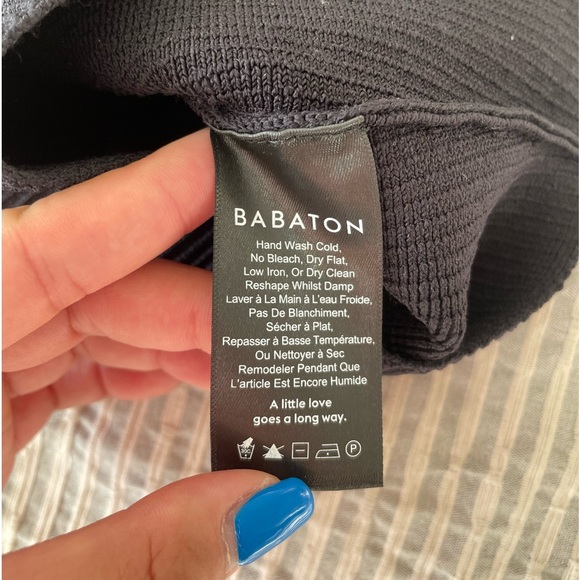 BABATON
Hand Wash Cold,
No Bleach, Dry Flat,
Low Iron, Or Dry Clean
Reshape Whilst Damp
Laver à La Main à L'eau Froide,
Pas De Blanchiment,
Sécher à Plat,
Repasser à Basse Température,
Ou Nettoyer à Sec
Remodeler Pendant Que
L'article Est Encore Humide
A little love
goes a long way.
30C P